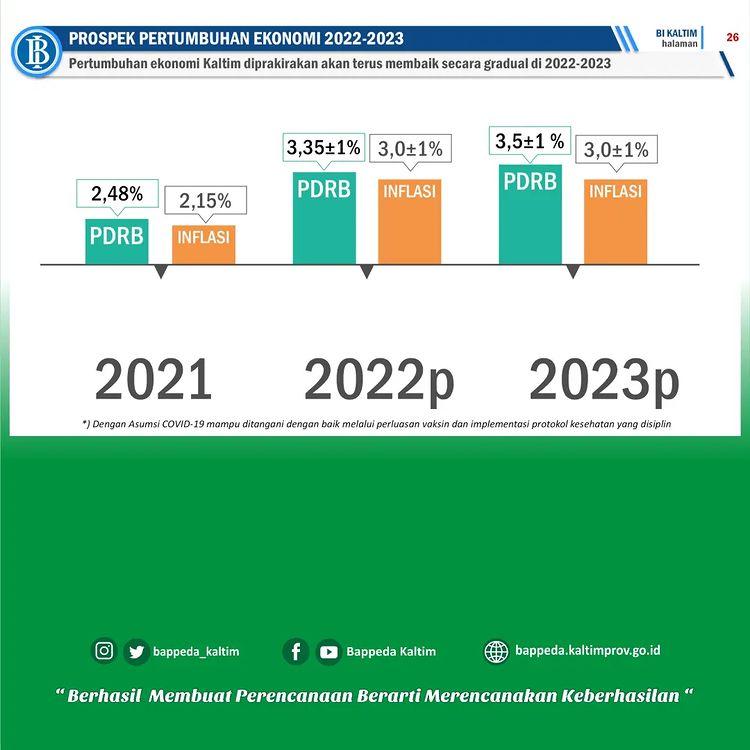 PROSPEK PERTUMBUHAN EKONOMI 2022-2023
BI KALTIM
halaman
26
Pertumbuhan ekonomi Kaltim diprakirakan akan terus membaik secara gradual di 2022-2023
2,48%
PDRB
2,15%
INFLASI
3,35±1%
PDRB
3,0±1%
INFLASI
3,5±1 %
PDRB
3,0±1%
INFLASI
2021
2022p
2023p
*) Dengan Asumsi COVID-19 mampu ditangani dengan baik melalui perluasan vaksin dan implementasi protokol kesehatan yang disiplin
bappeda_kaltim
Bappeda Kaltim
bappeda.kaltimprov.go.id
“ Berhasil Membuat Perencanaan Berarti Merencanakan Keberhasilan “